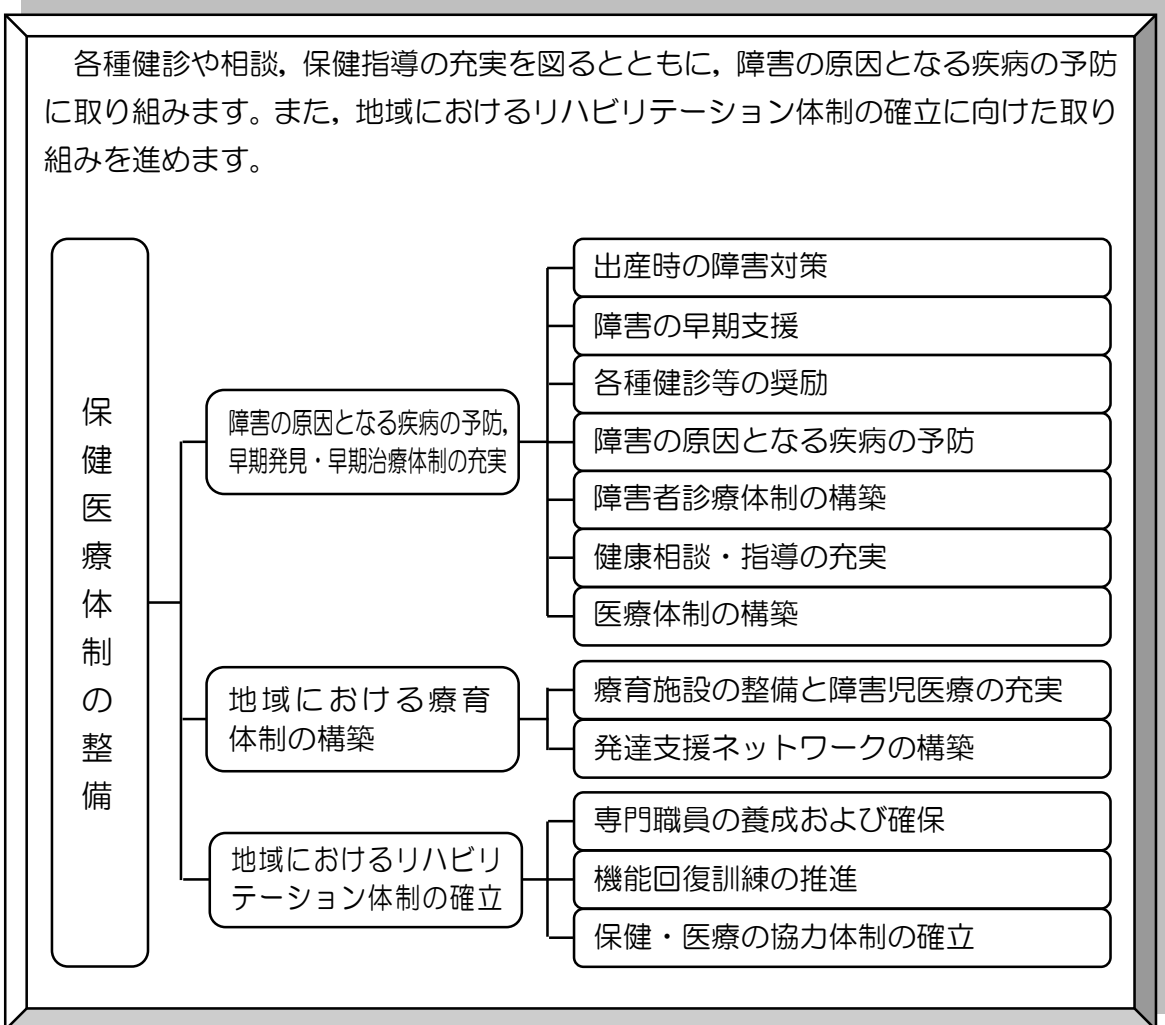 各種健診や相談，保健指導の充実を図るとともに，障害の原因となる疾病の予防
に取り組みます。また，地域におけるリハビリテーション体制の確立に向けた取り
組みを進めます。
保健医療体制の整備
障害の原因となる疾病の予防，
早期発見・早期治療体制の充実
出産時の障害対策
障害の早期支援
各種健診等の奨励
障害の原因となる疾病の予防
障害者診療体制の構築
健康相談・指導の充実
医療体制の構築
地域における療育
体制の構築
療育施設の整備と障害児医療の充実
発達支援ネットワークの構築
地域におけるリハビリ
テーション体制の確立
専門職員の養成および確保
機能回復訓練の推進
保健・医療の協力体制の確立